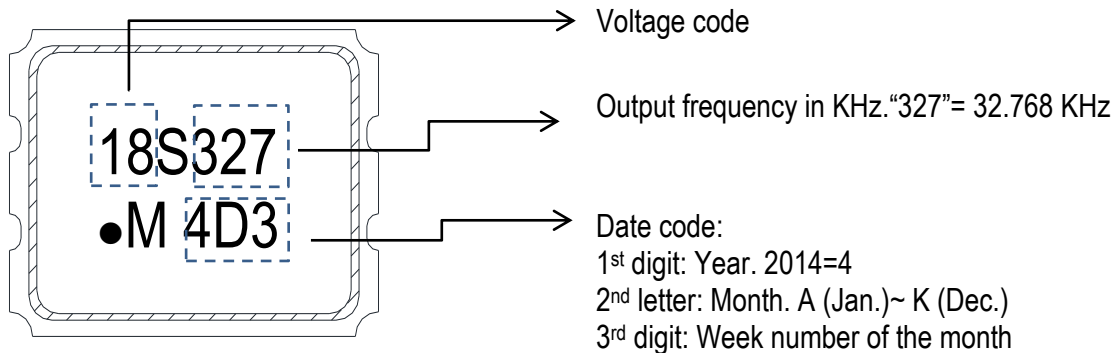 Voltage code
Output frequency in KHz.“327”= 32.768 KHz
18S327
●M 4D3
Date code:
1st digit: Year. 2014=4
2nd letter: Month. A (Jan.)~ K (Dec.)
3rd digit: Week number of the month